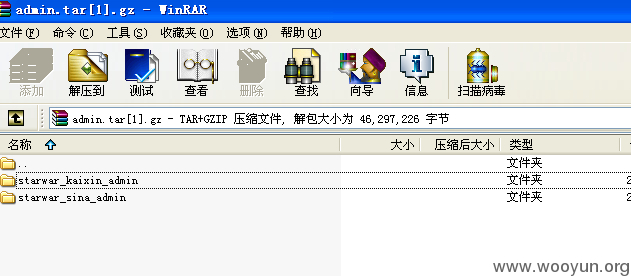 admin.tar[1].gz - WinRAR
文件(F) 命令(C) 工具(S) 收藏夹(O) 选项(N) 帮助(H)
添加 解压到 测试 查看 删除 查找 向导 信息 扫描病毒
admin.tar[1].gz - TAR+GZIP 压缩文件, 解包大小为 46,297,226 字节
名称 大小 压缩后大小 类型
.. 文件夹
starwar_kaixin_admin 文件夹 2
starwar_sina_admin 文件夹 2
www.wooyun.org